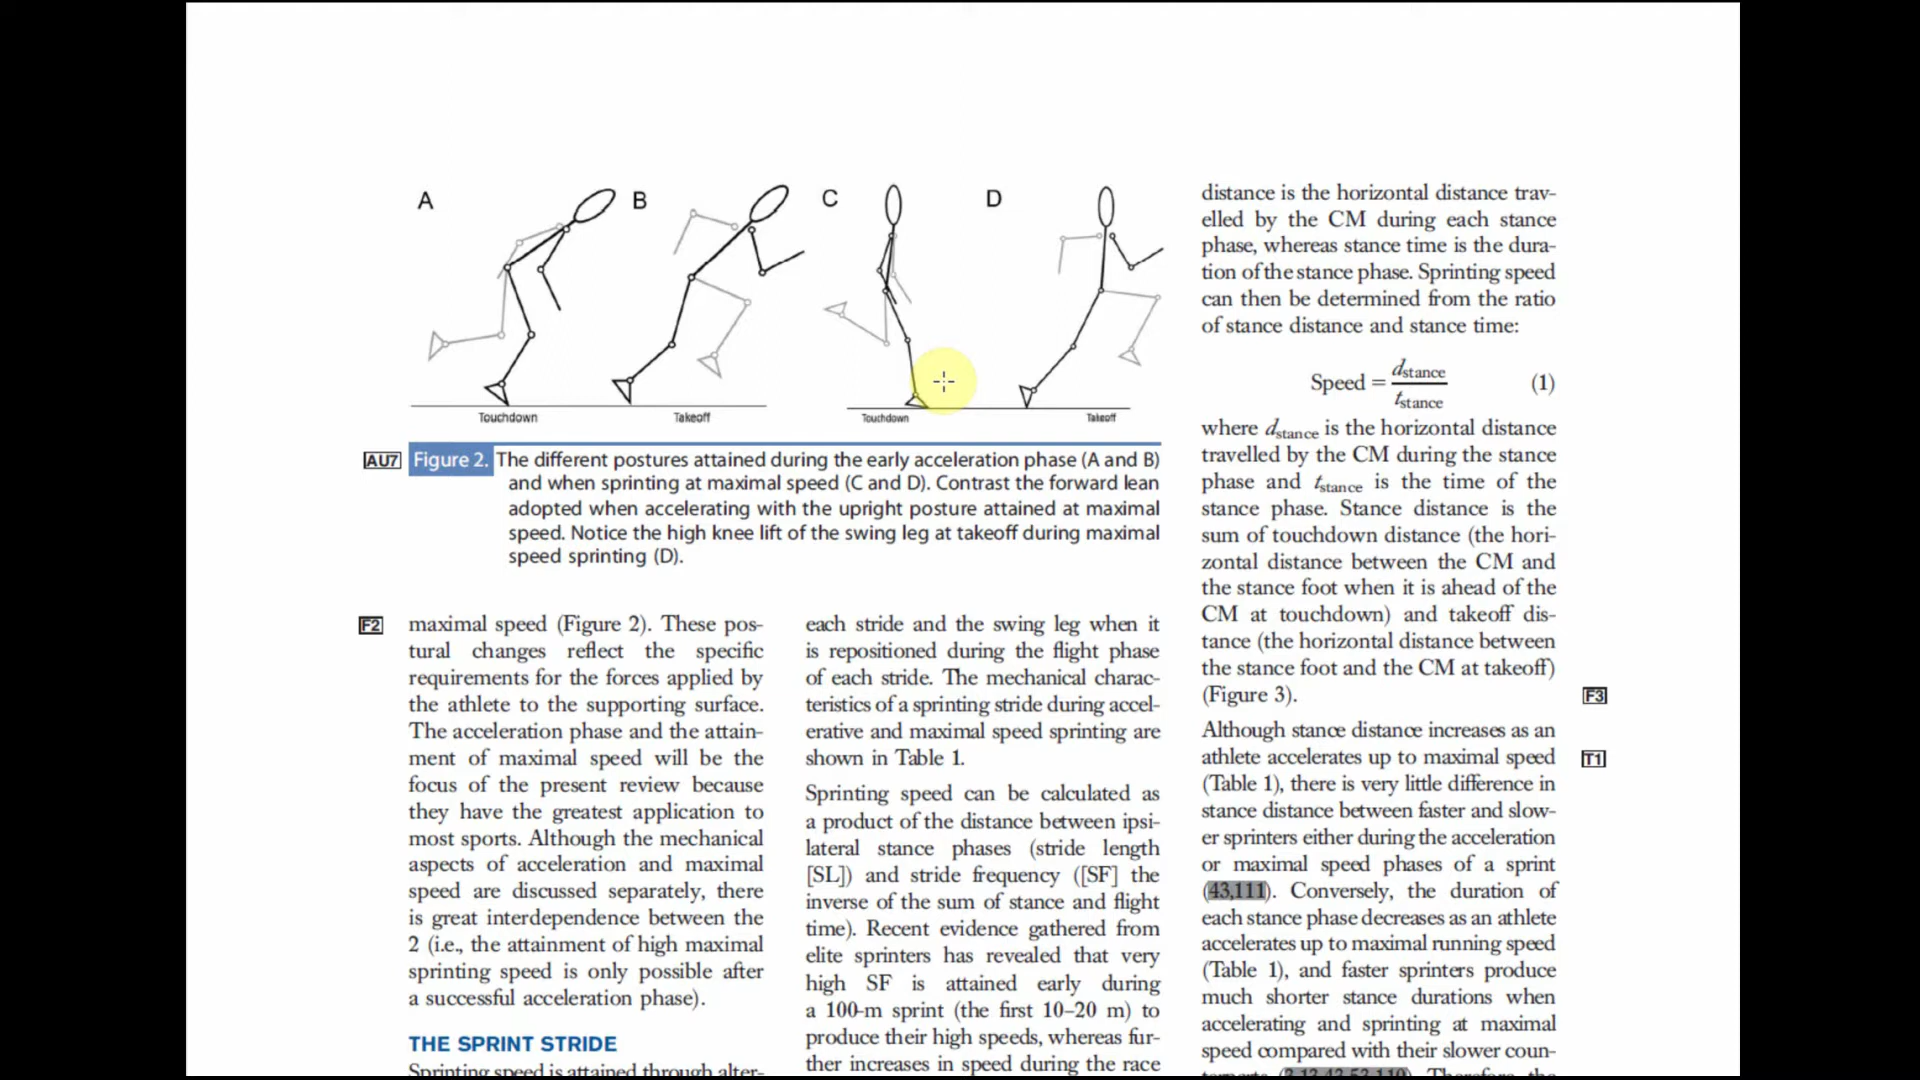 A
B
C
D
Touchdown
Takeoff
Touchdown
Takeoff
AU7 Figure 2. The different postures attained during the early acceleration phase (A and B)
and when sprinting at maximal speed (C and D). Contrast the forward lean
adopted when accelerating with the upright posture attained at maximal
speed. Notice the high knee lift of the swing leg at takeoff during maximal
speed sprinting (D).
F2 maximal speed (Figure 2). These pos-
tural changes reflect the specific
requirements for the forces applied by
the athlete to the supporting surface.
The acceleration phase and the attain-
ment of maximal speed will be the
focus of the present review because
they have the greatest application to
most sports. Although the mechanical
aspects of acceleration and maximal
speed are discussed separately, there
is great interdependence between the
2 (i.e., the attainment of high maximal
sprinting speed is only possible after
a successful acceleration phase).
THE SPRINT STRIDE
Sprinting speed is attained through alter-
each stride and the swing leg when it
is repositioned during the flight phase
of each stride. The mechanical charac-
teristics of a sprinting stride during accel-
erative and maximal speed sprinting are
shown in Table 1.
Sprinting speed can be calculated as
a product of the distance between ipsi-
lateral stance phases (stride length
[SL]) and stride frequency ([SF] the
inverse of the sum of stance and flight
time). Recent evidence gathered from
elite sprinters has revealed that very
high SF is attained early during
a 100-m sprint (the first 10–20 m) to
produce their high speeds, whereas fur-
ther increases in speed during the race
distance is the horizontal distance trav-
elled by the CM during each stance
phase, whereas stance time is the dura-
tion of the stance phase. Sprinting speed
can then be determined from the ratio
of stance distance and stance time:
Speed = dstance / tstance (1)
where dstance is the horizontal distance
travelled by the CM during the stance
phase and tstance is the time of the
stance phase. Stance distance is the
sum of touchdown distance (the hori-
zontal distance between the CM and
the stance foot when it is ahead of the
CM at touchdown) and takeoff dis-
tance (the horizontal distance between
the stance foot and the CM at takeoff)
(Figure 3). F3
Although stance distance increases as an
athlete accelerates up to maximal speed T1
(Table 1), there is very little difference in
stance distance between faster and slow-
er sprinters either during the acceleration
or maximal speed phases of a sprint
(43,111). Conversely, the duration of
each stance phase decreases as an athlete
accelerates up to maximal running speed
(Table 1), and faster sprinters produce
much shorter stance durations when
accelerating and sprinting at maximal
speed compared with their slower coun-
Therefore, the